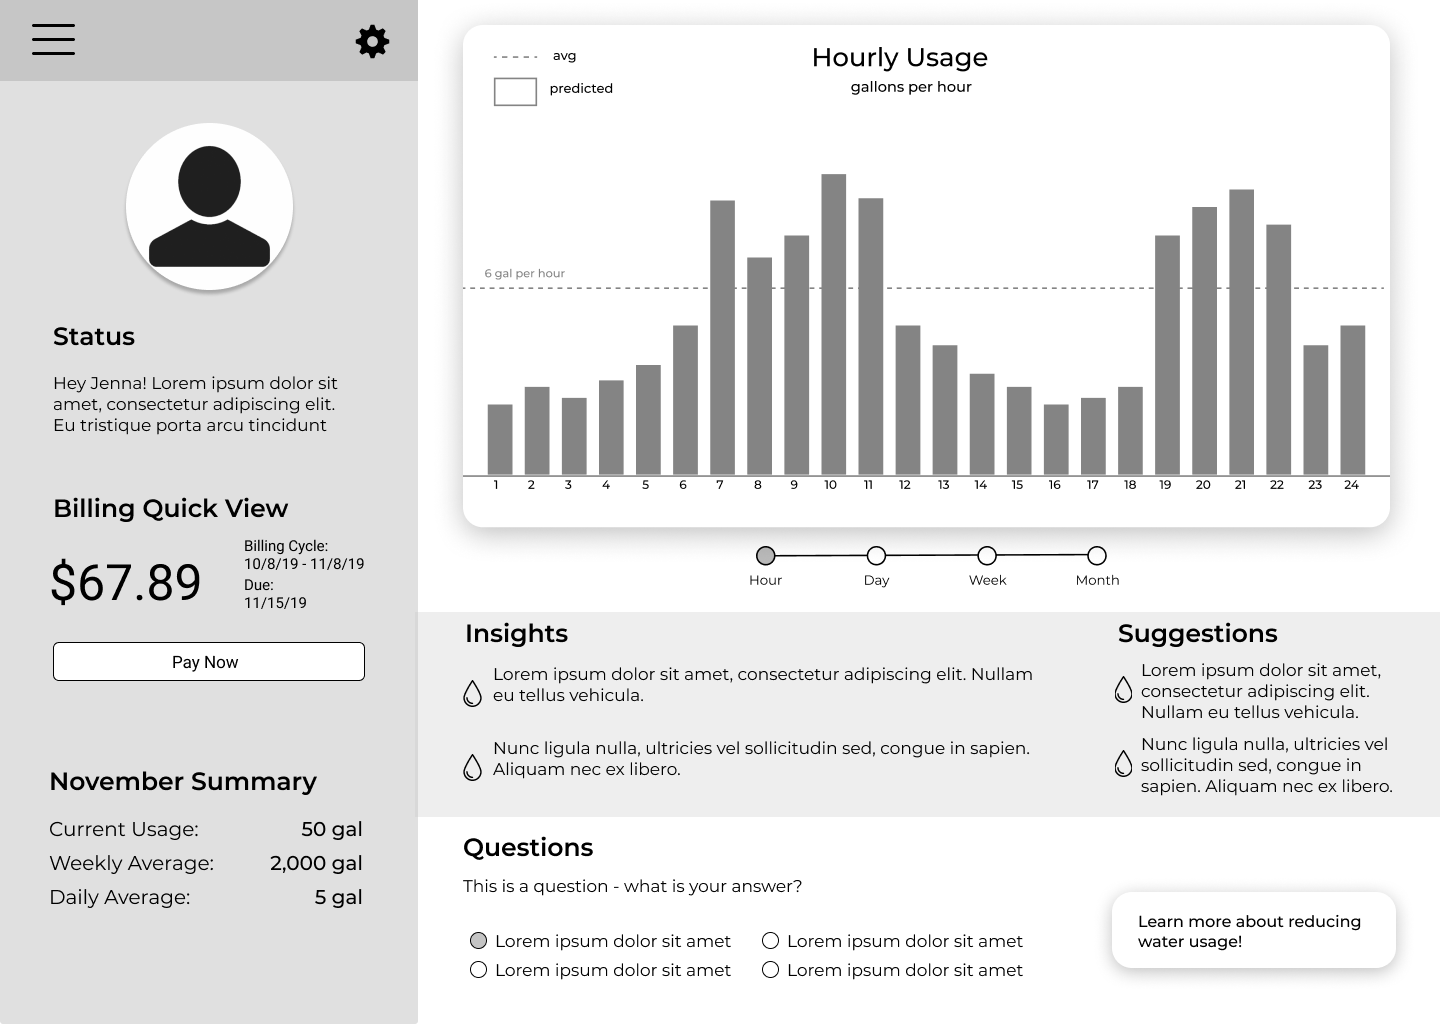 Status
Hey Jenna! Lorem ipsum dolor sit
amet, consectetur adipiscing elit.
Eu tristique porta arcu tincidunt
Billing Quick View
$67.89
Billing Cycle:
10/8/19 - 11/8/19
Due:
11/15/19
Pay Now
November Summary
Current Usage: 50 gal
Weekly Average: 2,000 gal
Daily Average: 5 gal
avg
predicted
Hourly Usage
gallons per hour
6 gal per hour
1 2 3 4 5 6 7 8 9 10 11 12 13 14 15 16 17 18 19 20 21 22 23 24
Hour Day Week Month
Insights
Lorem ipsum dolor sit amet, consectetur adipiscing elit. Nullam
eu tellus vehicula.
Nunc ligula nulla, ultricies vel sollicitudin sed, congue in sapien.
Aliquam nec ex libero.
Suggestions
Lorem ipsum dolor sit amet,
consectetur adipiscing elit.
Nullam eu tellus vehicula.
Nunc ligula nulla, ultricies vel
sollicitudin sed, congue in
sapien. Aliquam nec ex libero.
Questions
This is a question - what is your answer?
Lorem ipsum dolor sit amet Lorem ipsum dolor sit amet
Lorem ipsum dolor sit amet Lorem ipsum dolor sit amet
Learn more about reducing
water usage!